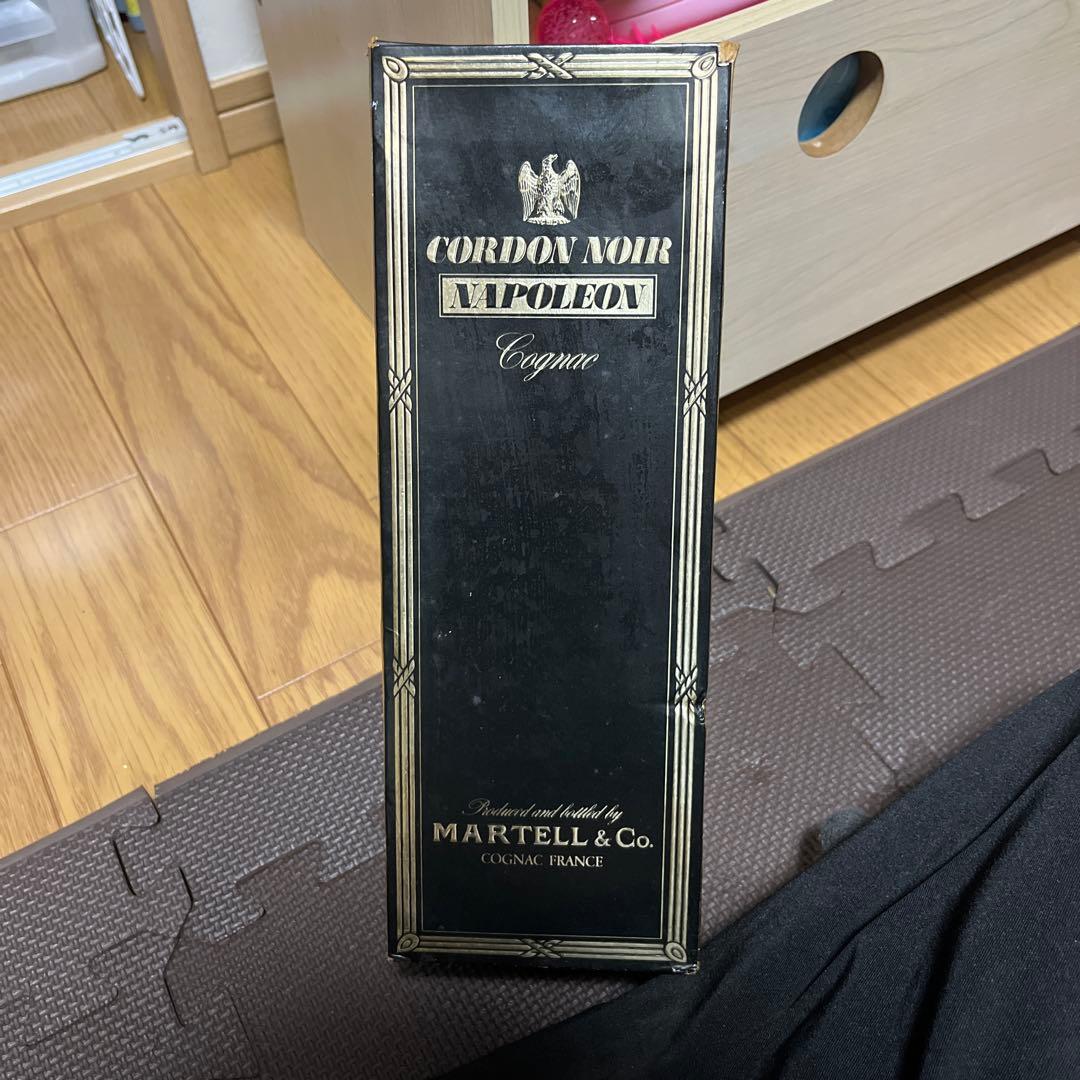 CORDON NOIR
NAPOLEON
Cognac
Produced and bottled by
MARTELL & Co.
COGNAC FRANCE